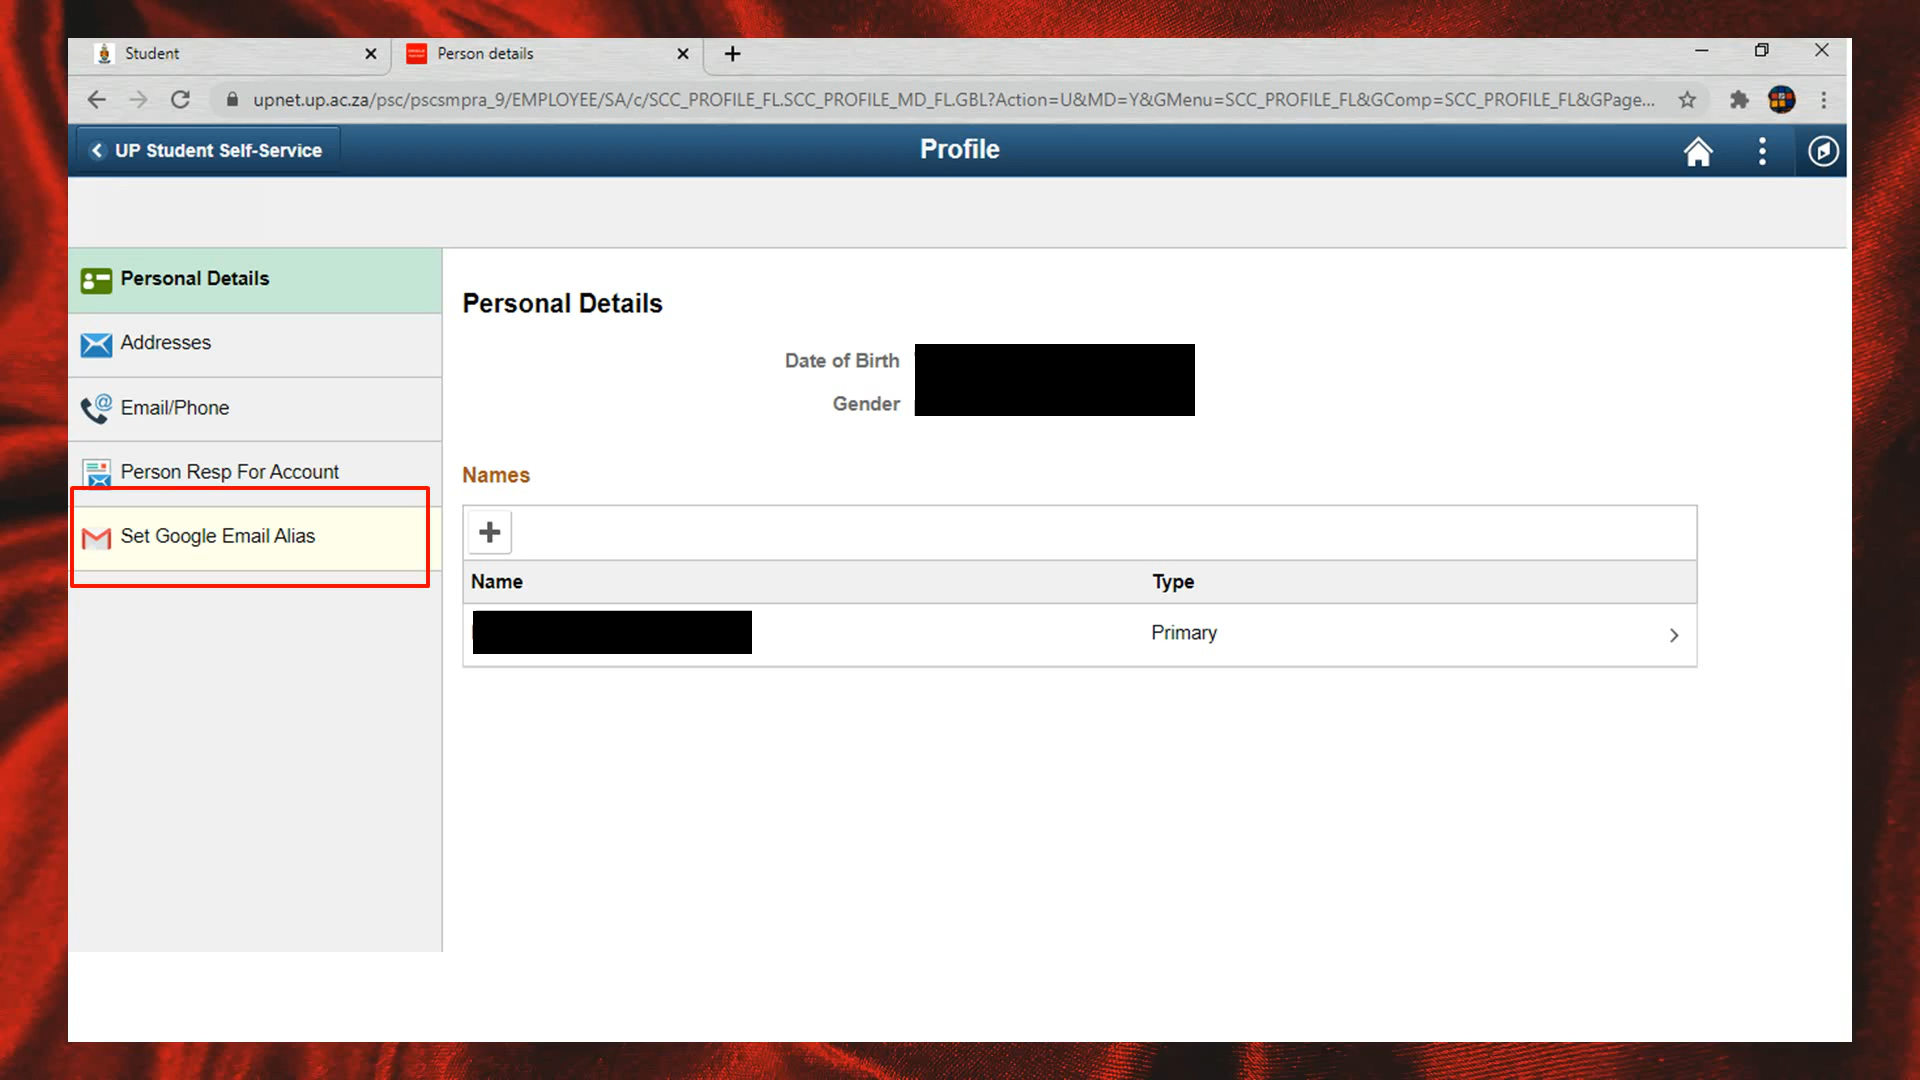 Student
Person details
upnet.up.ac.za/psc/pscsmpra_9/EMPLOYEE/SA/c/SCC_PROFILE_FL.SCC_PROFILE_MD_FL.GBL?Action=U&MD=Y&GMenu=SCC_PROFILE_FL&GComp=SCC_PROFILE_FL&GPage...
UP Student Self-Service
Profile
Personal Details
Addresses
Email/Phone
Person Resp For Account
Set Google Email Alias
Personal Details
Date of Birth
Gender
Names
Name Type
Primary